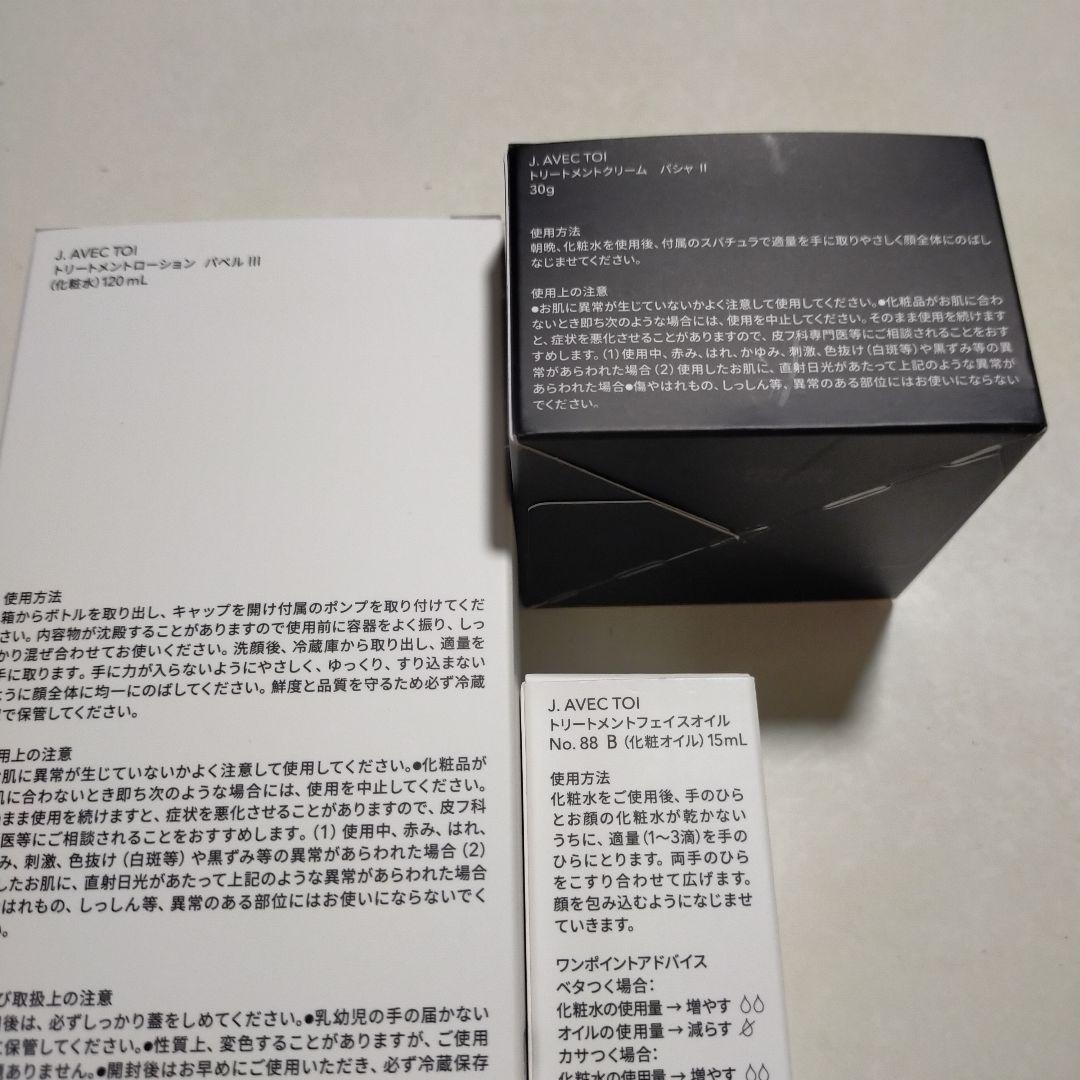 J. AVEC TOI
トリートメントローション バベル III
(化粧水)120mL
使用方法
箱からボトルを取り出し、キャップを開け付属のポンプを取り付けてくだ
さい。内容物が沈殿することがありますので使用前に容器をよく振り、しっ
かり混ぜ合わせてお使いください。洗顔後、冷蔵庫から取り出し、適量を
手に取ります。手に力が入らないようにやさしく、ゆっくり、すり込まない
ように顔全体に均一にのばしてください。鮮度と品質を守るため必ず冷蔵
で保管してください。
用上の注意
肌に異常が生じていないかよく注意して使用してください。●化粧品が
肌に合わないとき即ち次のような場合には、使用を中止してください。
まま使用を続けますと、症状を悪化させることがありますので、皮フ科
医等にご相談されることをおすすめします。(1)使用中、赤み、はれ、
み、刺激、色抜け(白斑等)や黒ずみ等の異常があらわれた場合(2)
したお肌に、直射日光があたって上記のような異常があらわれた場合
はれもの、しっしん等、異常のある部位にはお使いにならないでく
。
び取扱上の注意
後は、必ずしっかり蓋をしめてください。●乳幼児の手の届かない
保管してください。●性質上、変色することがありますが、ご使用
ありません。●開封後はお早めにご使用いただき、必ず冷蔵保存
J. AVEC TOI
トリートメントクリーム パシャ II
30g
使用方法
朝晩、化粧水を使用後、付属のスパチュラで適量を手に取りやさしく顔全体にのばし
なじませてください。
使用上の注意
●お肌に異常が生じていないかよく注意して使用してください。●化粧品がお肌に合わ
ないとき即ち次のような場合には、使用を中止してください。そのまま使用を続けます
と、症状を悪化させることがありますので、皮フ科専門医等にご相談されることをおす
すめします。(1)使用中、赤み、はれ、かゆみ、刺激、色抜け(白斑等)や黒ずみ等の異
常があらわれた場合(2)使用したお肌に、直射日光があたって上記のような異常が
あらわれた場合●傷やはれもの、しっしん等、異常のある部位にはお使いにならない
でください。
J. AVEC TOI
トリートメントフェイスオイル
No. 88 B (化粧オイル)15mL
使用方法
化粧水をご使用後、手のひら
とお顔の化粧水が乾かない
うちに、適量(1〜3滴)を手の
ひらにとります。両手のひら
をこすり合わせて広げます。
顔を包み込むようになじませ
ていきます。
ワンポイントアドバイス
ベタつく場合:
化粧水の使用量→増やす
オイルの使用量→減らす
カサつく場合:
化粧水の使用量→増やす